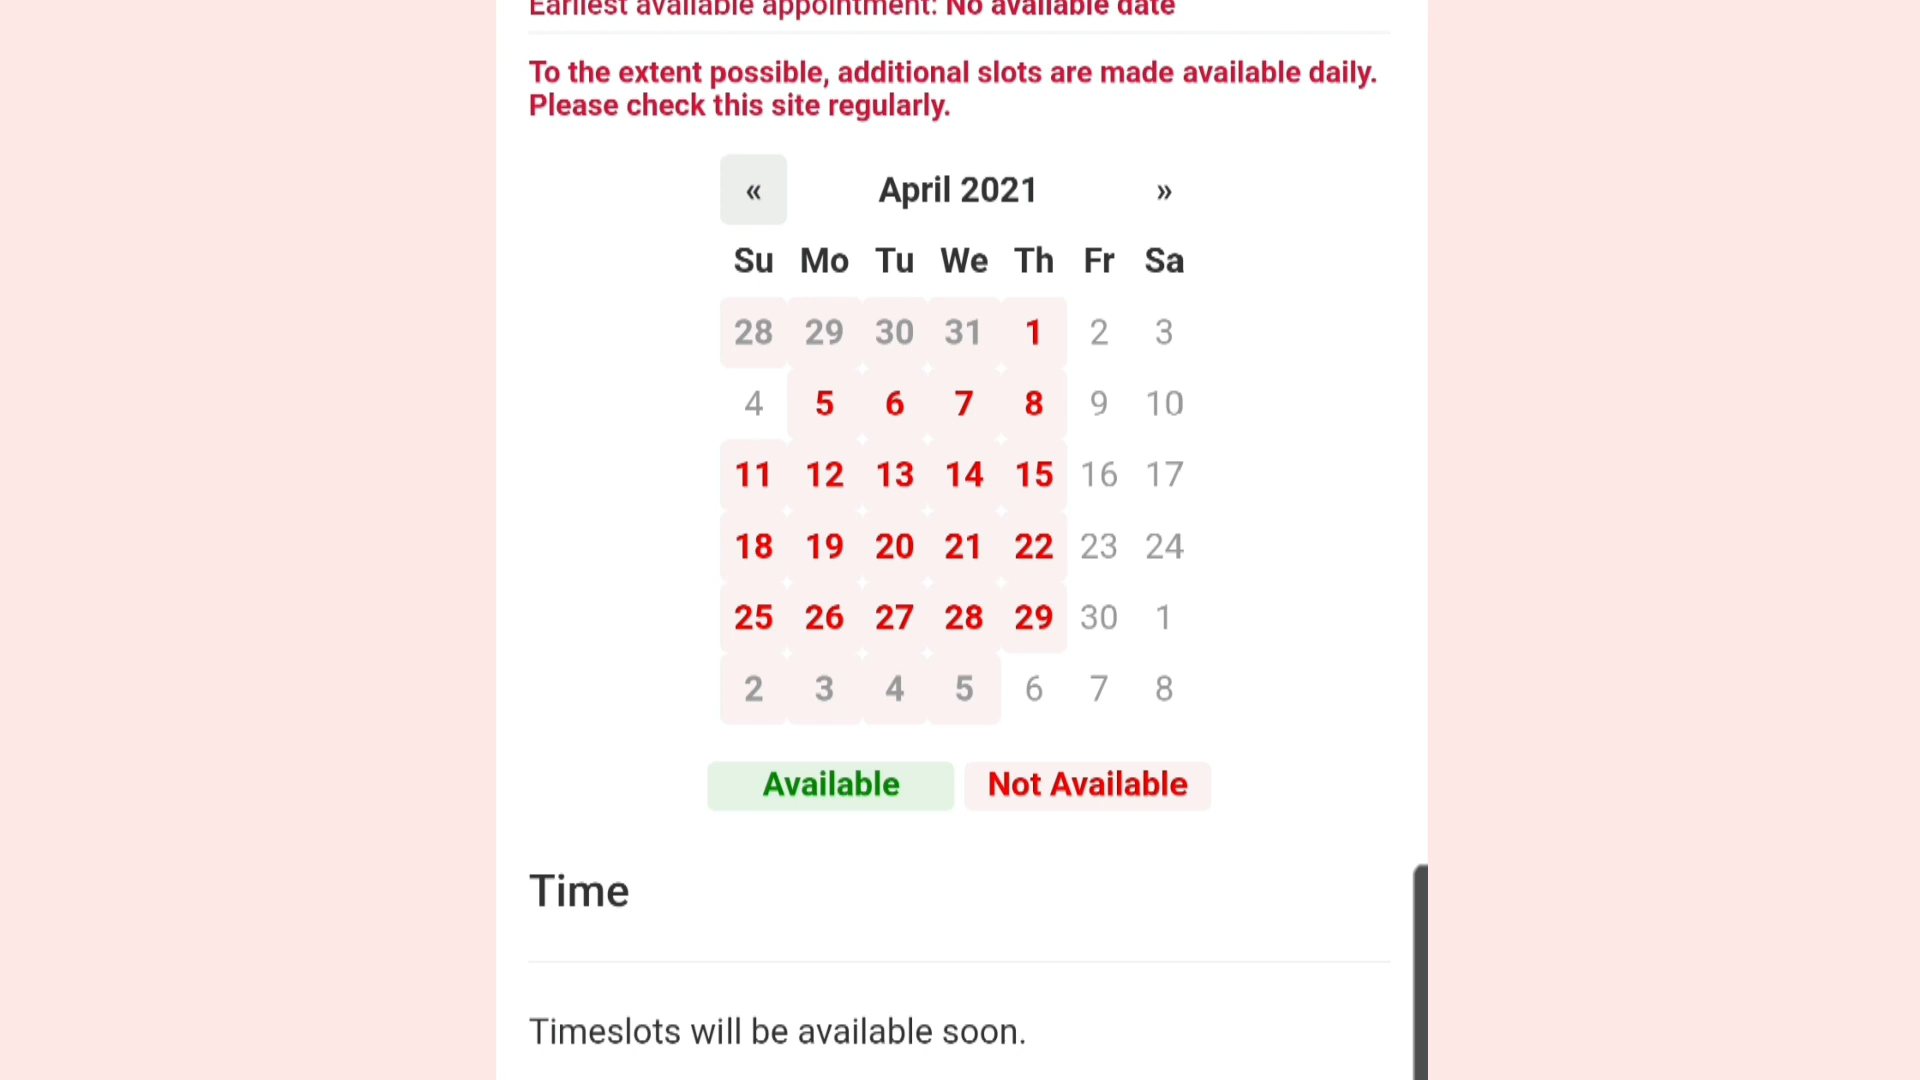 Earliest available appointment: No available date
To the extent possible, additional slots are made available daily.
Please check this site regularly.
« April 2021 »
Su Mo Tu We Th Fr Sa
28 29 30 31 1 2 3
4 5 6 7 8 9 10
11 12 13 14 15 16 17
18 19 20 21 22 23 24
25 26 27 28 29 30 1
2 3 4 5 6 7 8
Available Not Available
Time
Timeslots will be available soon.